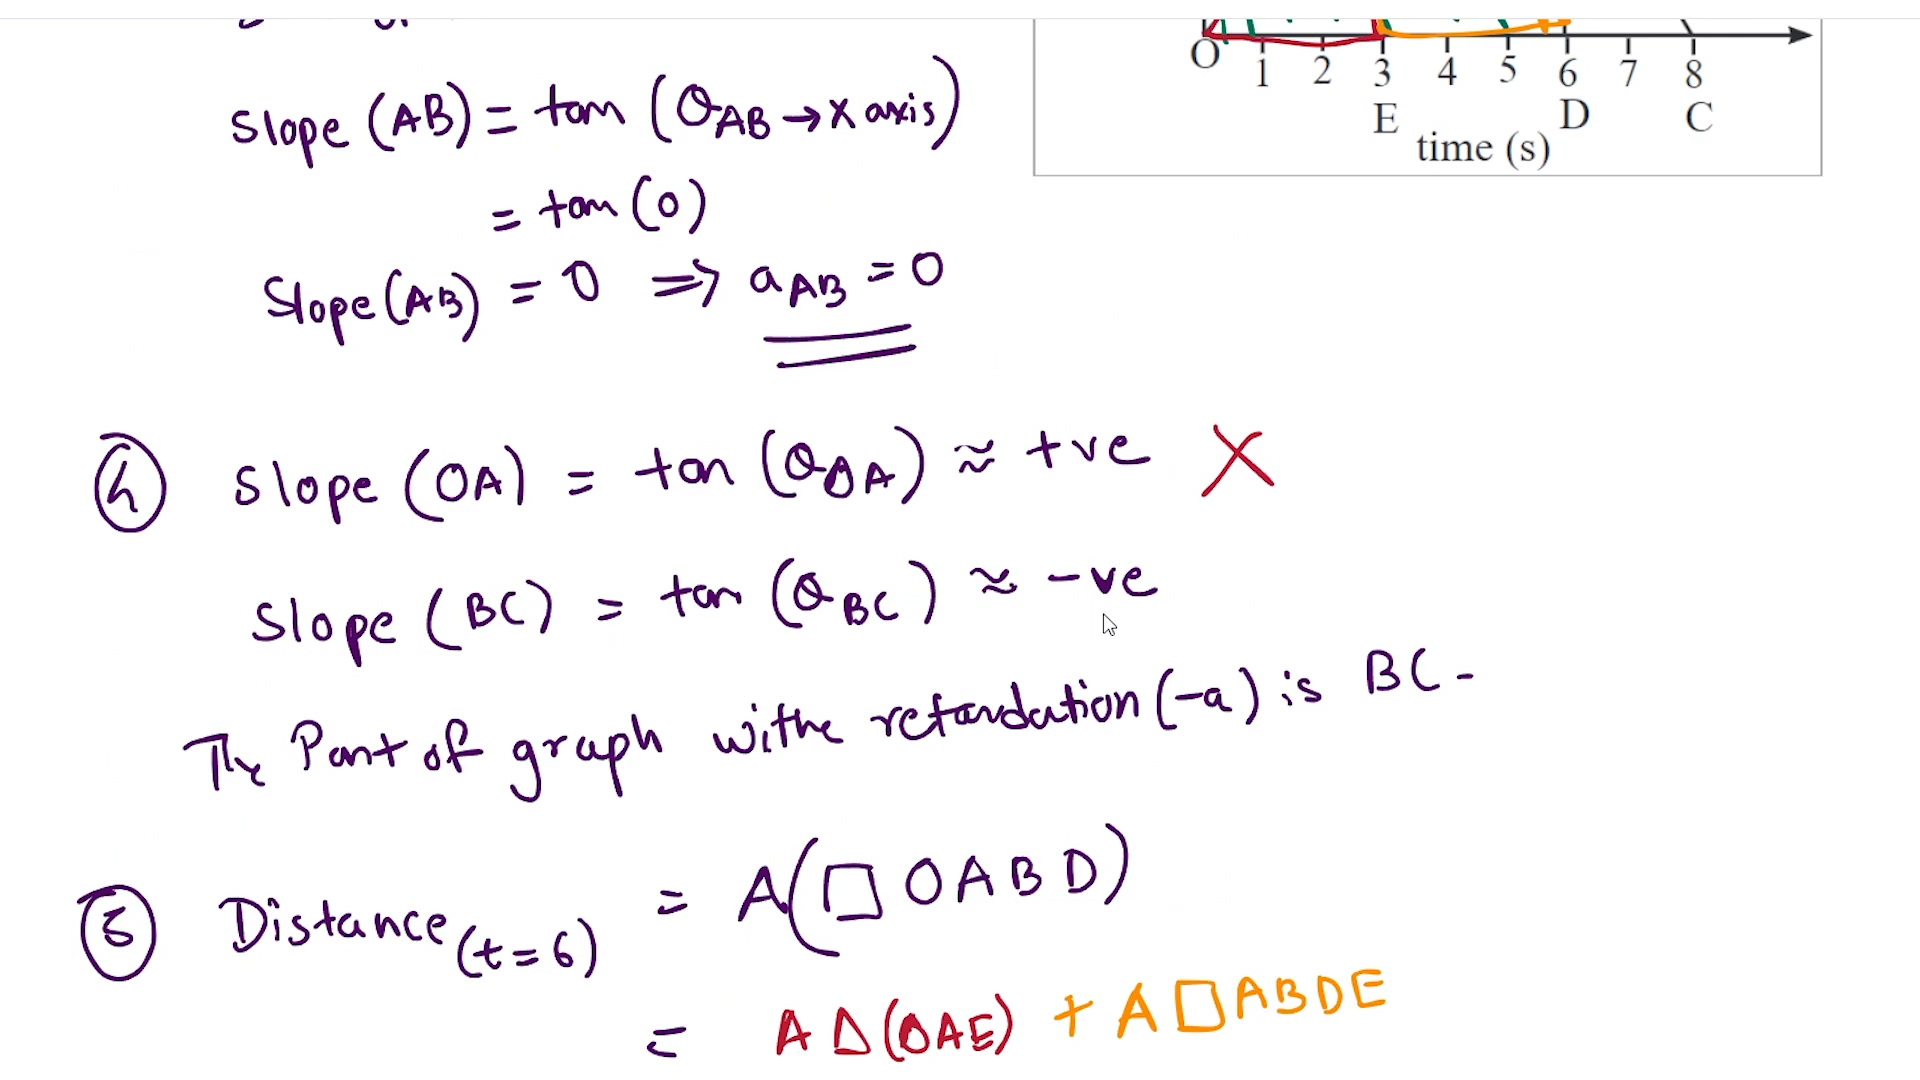 Slope (AB) = tan (θAB → x axis)
= tan (0)
Slope (AB) = 0 ⇒ aAB = 0
4 Slope (OA) = tan (θOA) ≈ +ve X
Slope (BC) = tan (θBC) ≈ -ve
The Part of graph withe retardation (-a) is BC -
5 Distance (t=6) = A(□ OABD)
= A Δ(OAE) + A □ ABDE
O 1 2 3 4 5 6 7 8
E D C
time (s)